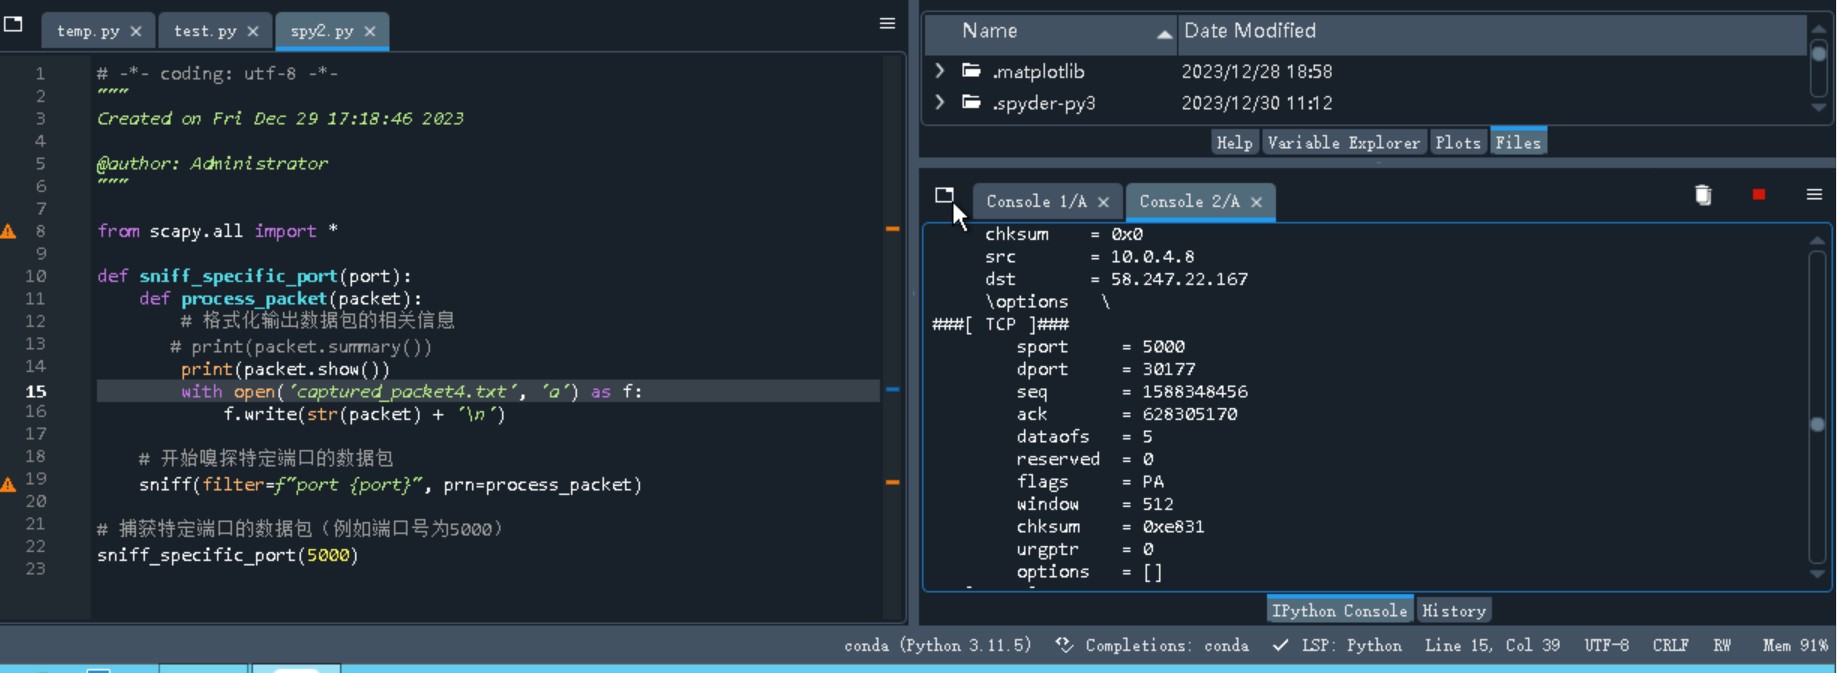 temp.py × test.py × spy2.py ×
1 # -*- coding: utf-8 -*-
2 """
3 Created on Fri Dec 29 17:18:46 2023
4
5 @author: Administrator
6 """
7
8 from scapy.all import *
9
10 def sniff_specific_port(port):
11 def process_packet(packet):
12 # 格式化输出数据包的相关信息
13 # print(packet.summary())
14 print(packet.show())
15 with open('captured_packet4.txt', 'a') as f:
16 f.write(str(packet) + '\n')
17
18 # 开始嗅探特定端口的数据包
19 sniff(filter=f"port {port}", prn=process_packet)
20
21 # 捕获特定端口的数据包（例如端口号为5000）
22 sniff_specific_port(5000)
23
Name Date Modified
.matplotlib 2023/12/28 18:58
.spyder-py3 2023/12/30 11:12
Help Variable Explorer Plots Files
Console 1/A × Console 2/A ×
chksum = 0x0
src = 10.0.4.8
dst = 58.247.22.167
\options \
###[ TCP ]###
sport = 5000
dport = 30177
seq = 1588348456
ack = 628305170
dataofs = 5
reserved = 0
flags = PA
window = 512
chksum = 0xe831
urgptr = 0
options = []
IPython Console History
conda (Python 3.11.5) Completions: conda ✓ LSP: Python Line 15, Col 39 UTF-8 CRLF RW Mem 91%